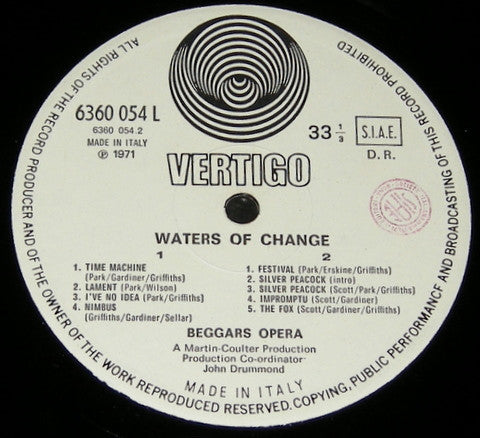 ALL RIGHTS OF THE RECORD PRODUCER AND OF THE OWNER OF THE WORK REPRODUCED RESERVED. COPYING, PUBLIC PERFORMANCE AND BROADCASTING OF THIS RECORD PROHIBITED
6360 054 L
6360 054.2
MADE IN ITALY
℗ 1971
33 1/3
S.I.A.E.
D.R.
VERTIGO
WATERS OF CHANGE
1
1. TIME MACHINE
(Park/Gardiner/Griffiths)
2. LAMENT (Park/Wilson)
3. I'VE NO IDEA (Park/Griffiths)
4. NIMBUS
(Griffiths/Gardiner/Sellar)
2
1. FESTIVAL (Park/Erskine/Griffiths)
2. SILVER PEACOCK (intro)
3. SILVER PEACOCK (Scott/Park/Griffiths)
4. IMPROMPTU (Scott/Gardiner)
5. THE FOX (Scott/Gardiner)
BEGGARS OPERA
A Martin-Coulter Production
Production Co-ordinator
John Drummond
MADE IN ITALY